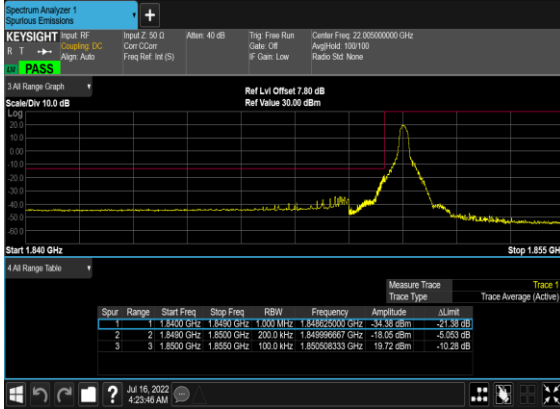 Spectrum Analyzer 1
Spurious Emissions
KEYSIGHT Input: RF Input Z: 50 Ω Atten: 40 dB Trig: Free Run Center Freq: 22.005000000 GHz
R T Coupling: DC Corr CCorr Gate: Off Avg|Hold: 100/100
Align: Auto Freq Ref: Int (S) IF Gain: Low Radio Std: None
LN PASS
3 All Range Graph Ref Lvl Offset 7.80 dB
Scale/Div 10.0 dB Ref Value 30.00 dBm
Log
20.0
10.0
0.00
-10.0
-20.0
-30.0
-40.0
-50.0
-60.0
Start 1.840 GHz Stop 1.855 GH
4 All Range Table
Measure Trace Trace 1
Trace Type Trace Average (Active)
Spur Range Start Freq Stop Freq RBW Frequency Amplitude ΔLimit
1 1 1.8400 GHz 1.8490 GHz 1.000 MHz 1.848625000 GHz -34.38 dBm -21.38 dB
2 2 1.8490 GHz 1.8500 GHz 200.0 kHz 1.849996667 GHz -18.05 dBm -5.053 dB
3 3 1.8500 GHz 1.8550 GHz 100.0 kHz 1.850508333 GHz 19.72 dBm -10.28 dB
Jul 16, 2022
4:23:46 AM